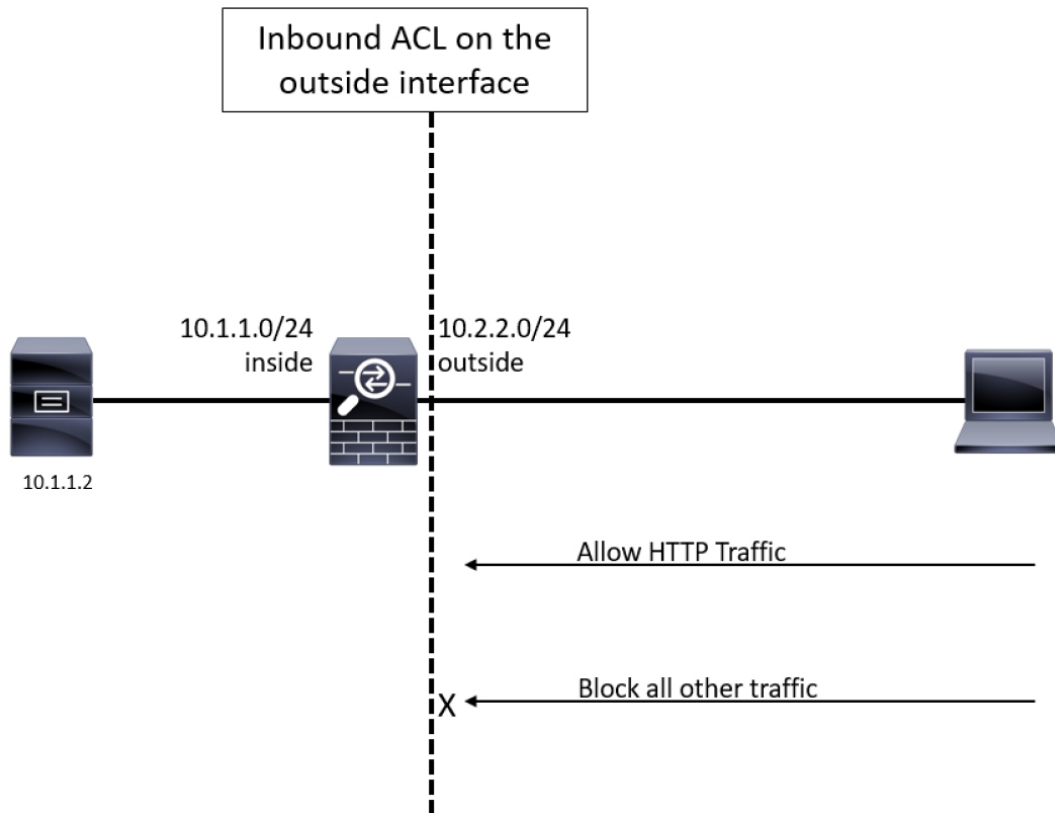 Inbound ACL on the
outside interface
10.1.1.0/24
inside
10.2.2.0/24
outside
10.1.1.2
Allow HTTP Traffic
Block all other traffic
X